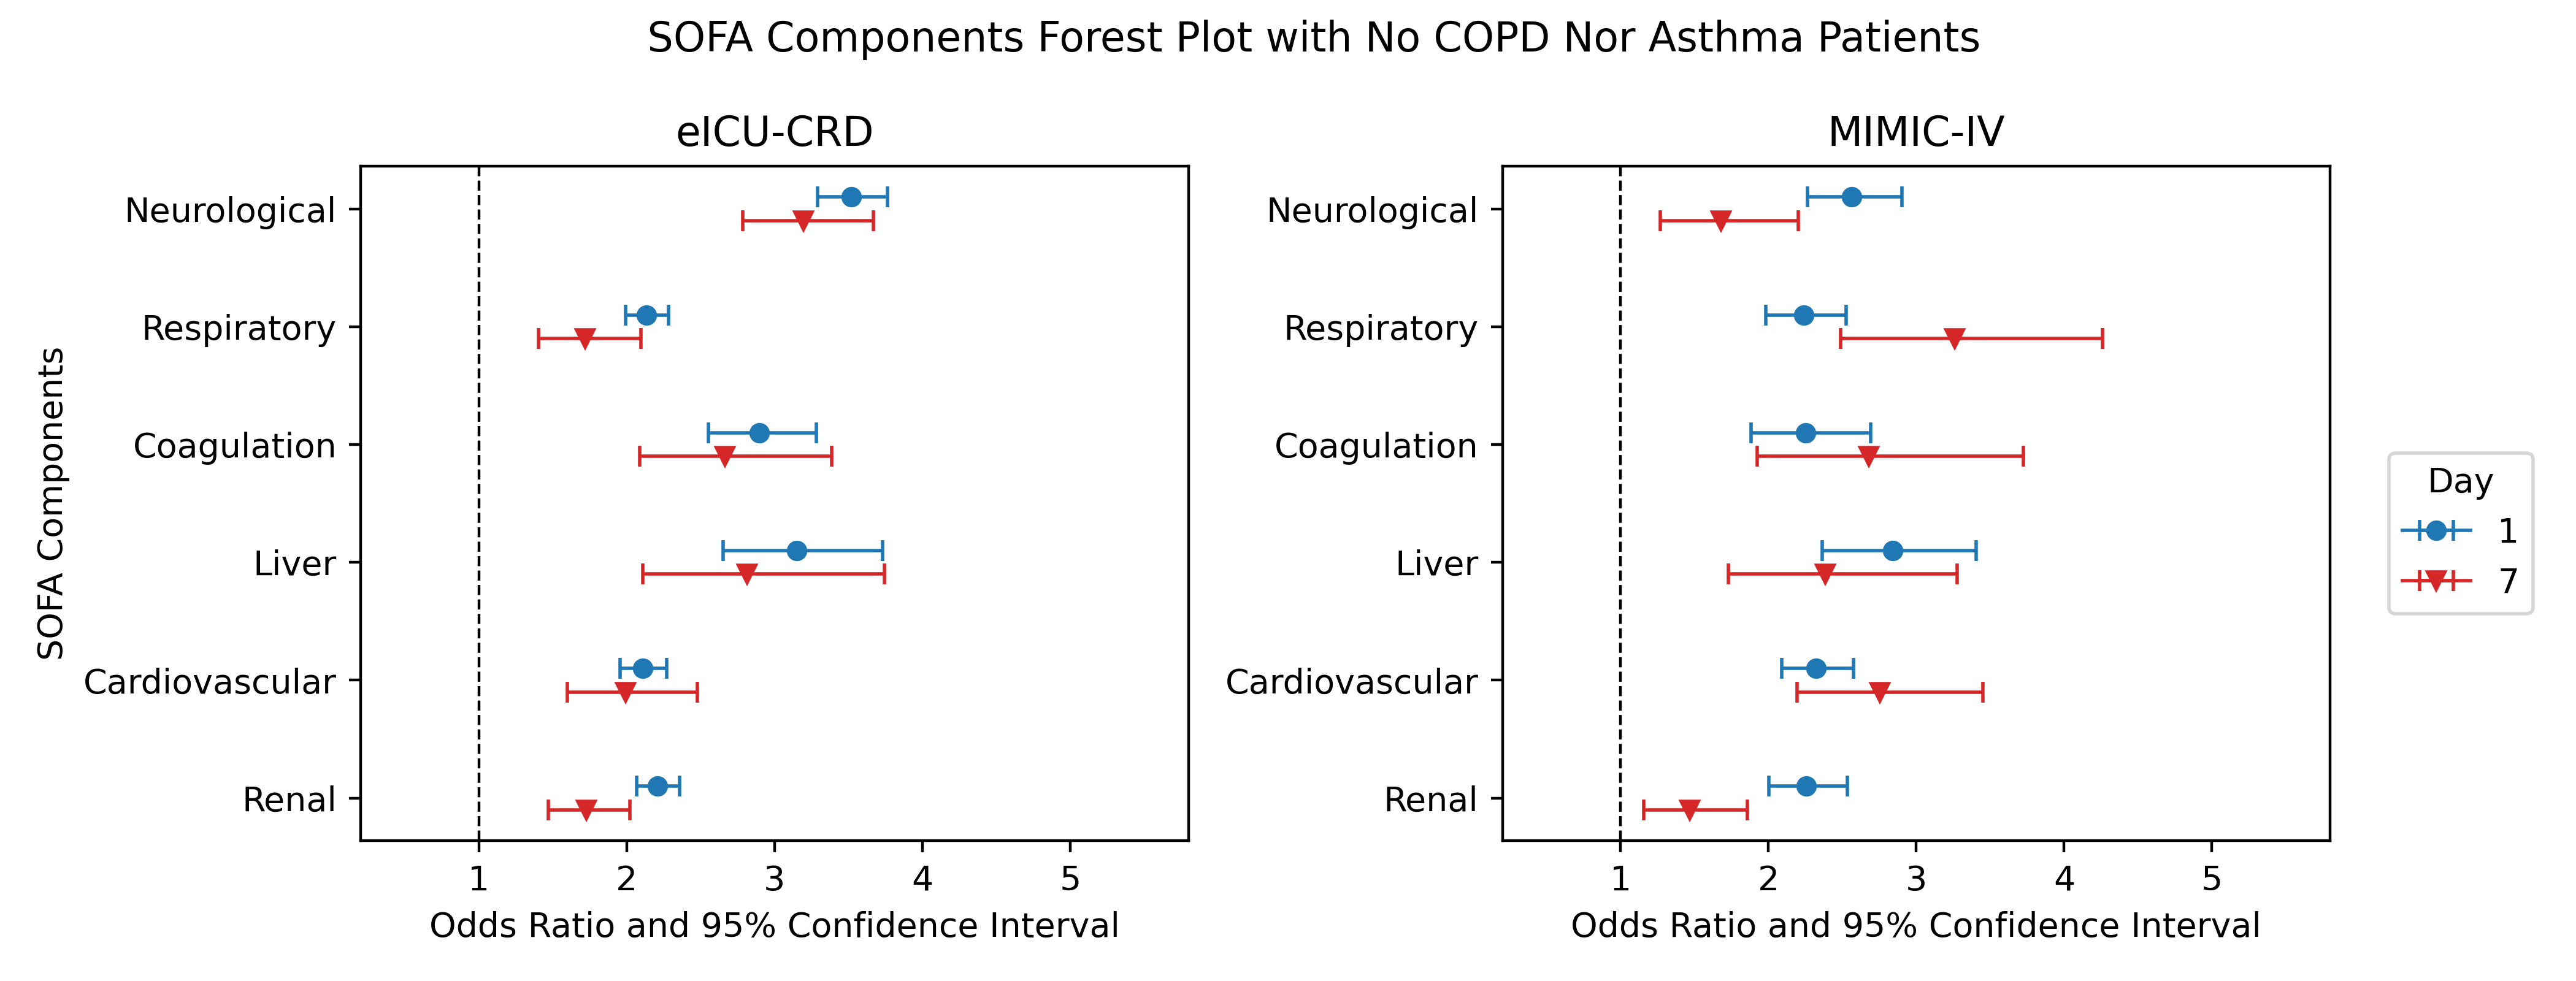 SOFA Components Forest Plot with No COPD Nor Asthma Patients
eICU-CRD
SOFA Components
Neurological
Respiratory
Coagulation
Liver
Cardiovascular
Renal
1 2 3 4 5
Odds Ratio and 95% Confidence Interval
MIMIC-IV
Neurological
Respiratory
Coagulation
Liver
Cardiovascular
Renal
1 2 3 4 5
Odds Ratio and 95% Confidence Interval
Day
1
7